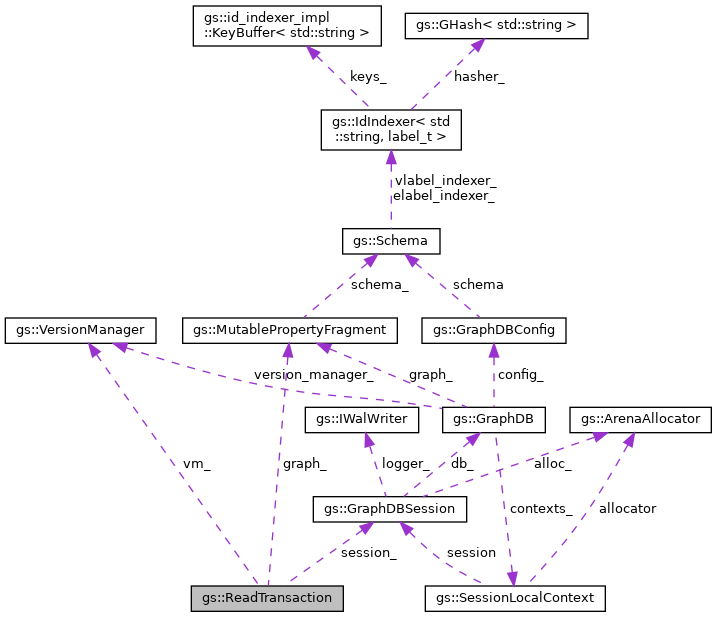 gs::id_indexer_impl
::KeyBuffer< std::string >
gs::GHash< std::string >
keys_
hasher_
gs::IdIndexer< std
::string, label_t >
vlabel_indexer_
elabel_indexer_
gs::Schema
schema_
schema
gs::VersionManager
gs::MutablePropertyFragment
gs::GraphDBConfig
version_manager_
graph_
config_
gs::IWalWriter
gs::GraphDB
gs::ArenaAllocator
vm_
graph_
logger_
db_
alloc_
gs::GraphDBSession
contexts_
allocator
session_
session
gs::ReadTransaction
gs::SessionLocalContext